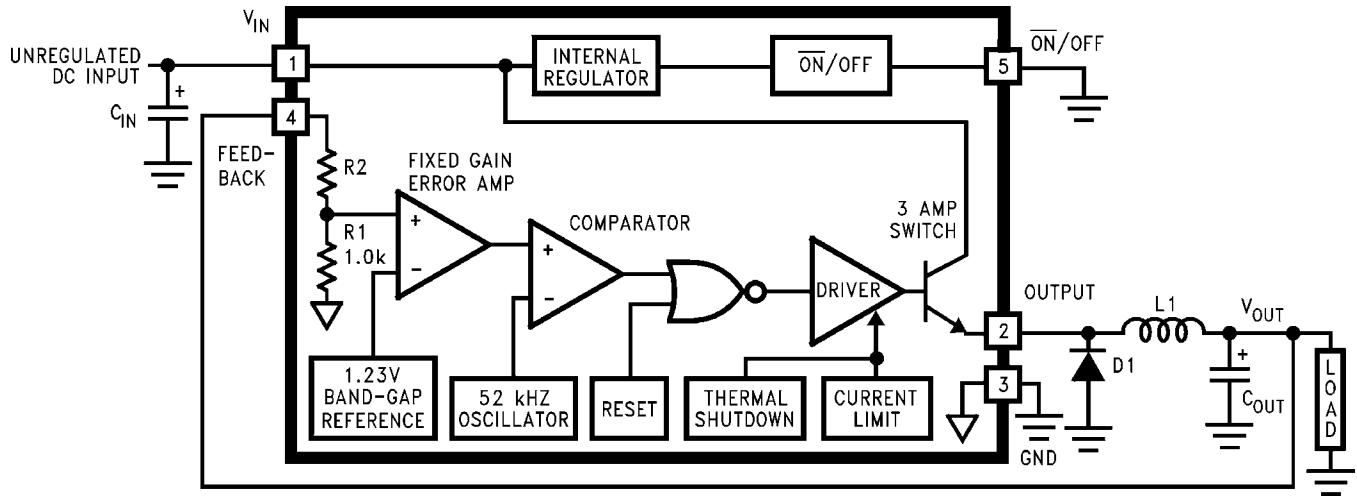 V_IN
UNREGULATED
DC INPUT
+
C_IN
1
INTERNAL
REGULATOR
ON/OFF
5
ON/OFF
4
FEED-
BACK
R2
R1
1.0k
FIXED GAIN
ERROR AMP
+
-
COMPARATOR
+
-
DRIVER
3 AMP
SWITCH
OUTPUT
2
3
GND
D1
L1
V_OUT
+
C_OUT
LOAD
1.23V
BAND-GAP
REFERENCE
52 kHZ
OSCILLATOR
RESET
THERMAL
SHUTDOWN
CURRENT
LIMIT